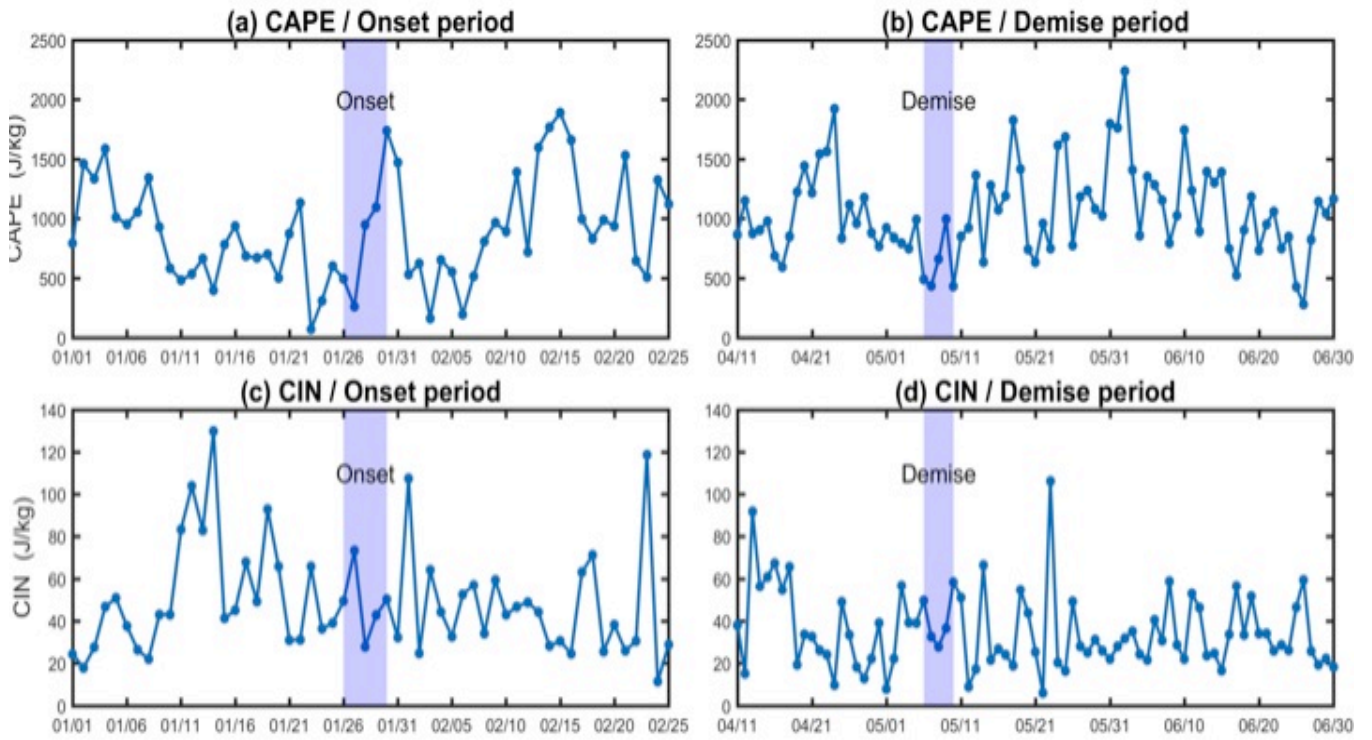 (a) CAPE / Onset period
CAPE (J/kg)
2500
2000
1500
1000
500
0
Onset
01/01 01/06 01/11 01/16 01/21 01/26 01/31 02/05 02/10 02/15 02/20 02/25
(b) CAPE / Demise period
2500
2000
1500
1000
500
0
Demise
04/11 04/21 05/01 05/11 05/21 05/31 06/10 06/20 06/30
(c) CIN / Onset period
CIN (J/kg)
140
120
100
80
60
40
20
0
Onset
01/01 01/06 01/11 01/16 01/21 01/26 01/31 02/05 02/10 02/15 02/20 02/25
(d) CIN / Demise period
140
120
100
80
60
40
20
0
Demise
04/11 04/21 05/01 05/11 05/21 05/31 06/10 06/20 06/30